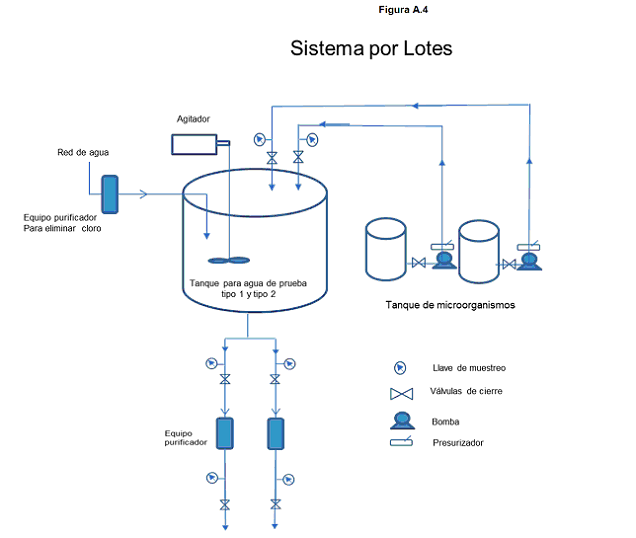 Figura A.4
Sistema por Lotes
Agitador
Red de agua
Equipo purificador
Para eliminar cloro
Tanque para agua de prueba
tipo 1 y tipo 2
Tanque de microorganismos
Llave de muestreo
Válvulas de cierre
Bomba
Presurizador
Equipo
purificador